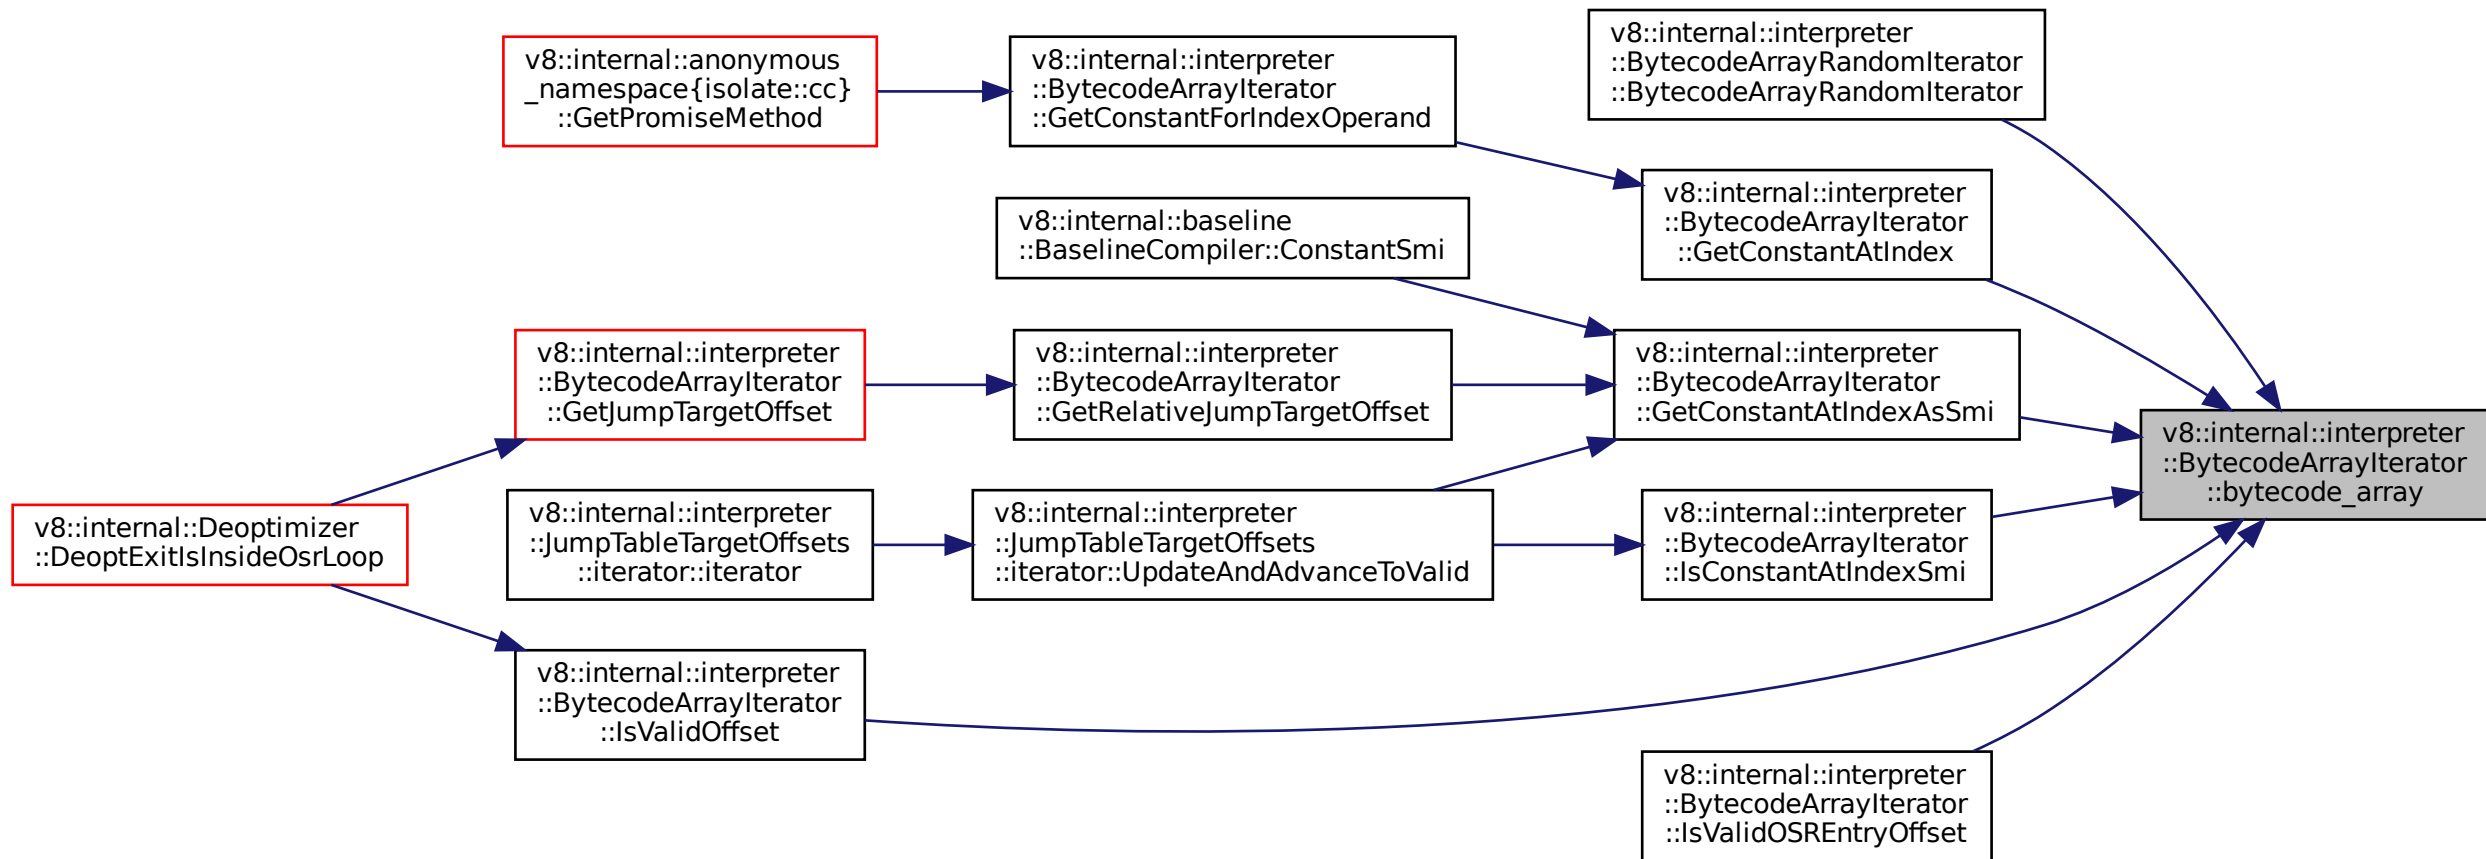 v8::internal::interpreter
::BytecodeArrayRandomIterator
::BytecodeArrayRandomIterator
v8::internal::anonymous
_namespace{isolate::cc}
::GetPromiseMethod
v8::internal::interpreter
::BytecodeArrayIterator
::GetConstantForIndexOperand
v8::internal::interpreter
::BytecodeArrayIterator
::GetConstantAtIndex
v8::internal::baseline
::BaselineCompiler::ConstantSmi
v8::internal::interpreter
::BytecodeArrayIterator
::GetJumpTargetOffset
v8::internal::interpreter
::BytecodeArrayIterator
::GetRelativeJumpTargetOffset
v8::internal::interpreter
::BytecodeArrayIterator
::GetConstantAtIndexAsSmi
v8::internal::interpreter
::BytecodeArrayIterator
::bytecode_array
v8::internal::Deoptimizer
::DeoptExitIsInsideOsrLoop
v8::internal::interpreter
::JumpTableTargetOffsets
::iterator::iterator
v8::internal::interpreter
::JumpTableTargetOffsets
::iterator::UpdateAndAdvanceToValid
v8::internal::interpreter
::BytecodeArrayIterator
::IsConstantAtIndexSmi
v8::internal::interpreter
::BytecodeArrayIterator
::IsValidOffset
v8::internal::interpreter
::BytecodeArrayIterator
::IsValidOSREntryOffset